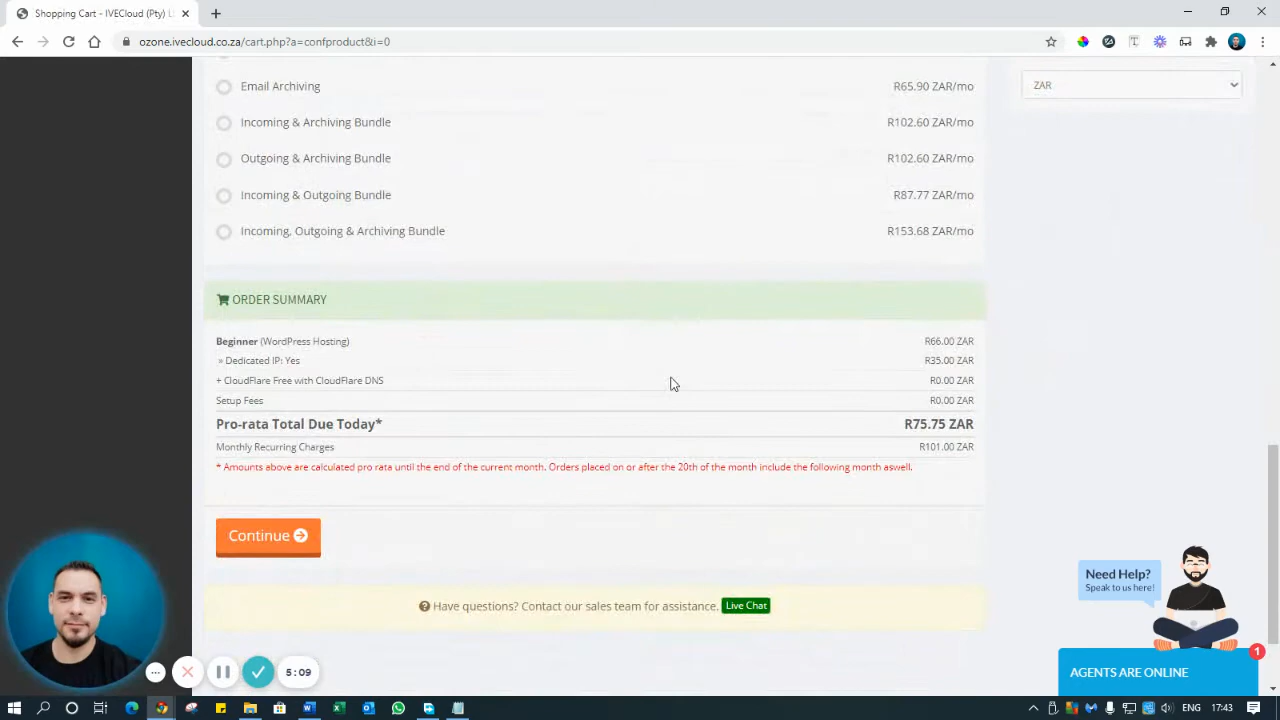 Shopping Cart - IVECloud (Pty) L
ozone.ivecloud.co.za/cart.php?a=confproduct&i=0
ZAR
Email Archiving R65.90 ZAR/mo
Incoming & Archiving Bundle R102.60 ZAR/mo
Outgoing & Archiving Bundle R102.60 ZAR/mo
Incoming & Outgoing Bundle R87.77 ZAR/mo
Incoming, Outgoing & Archiving Bundle R153.68 ZAR/mo
ORDER SUMMARY
Beginner (WordPress Hosting) R66.00 ZAR
» Dedicated IP: Yes R35.00 ZAR
+ CloudFlare Free with CloudFlare DNS R0.00 ZAR
Setup Fees R0.00 ZAR
Pro-rata Total Due Today* R75.75 ZAR
Monthly Recurring Charges R101.00 ZAR
* Amounts above are calculated pro rata until the end of the current month. Orders placed on or after the 20th of the month include the following month aswell.
Continue
Need Help?
Speak to us here!
Have questions? Contact our sales team for assistance. Live Chat
1
AGENTS ARE ONLINE
5:09
ENG 17:43